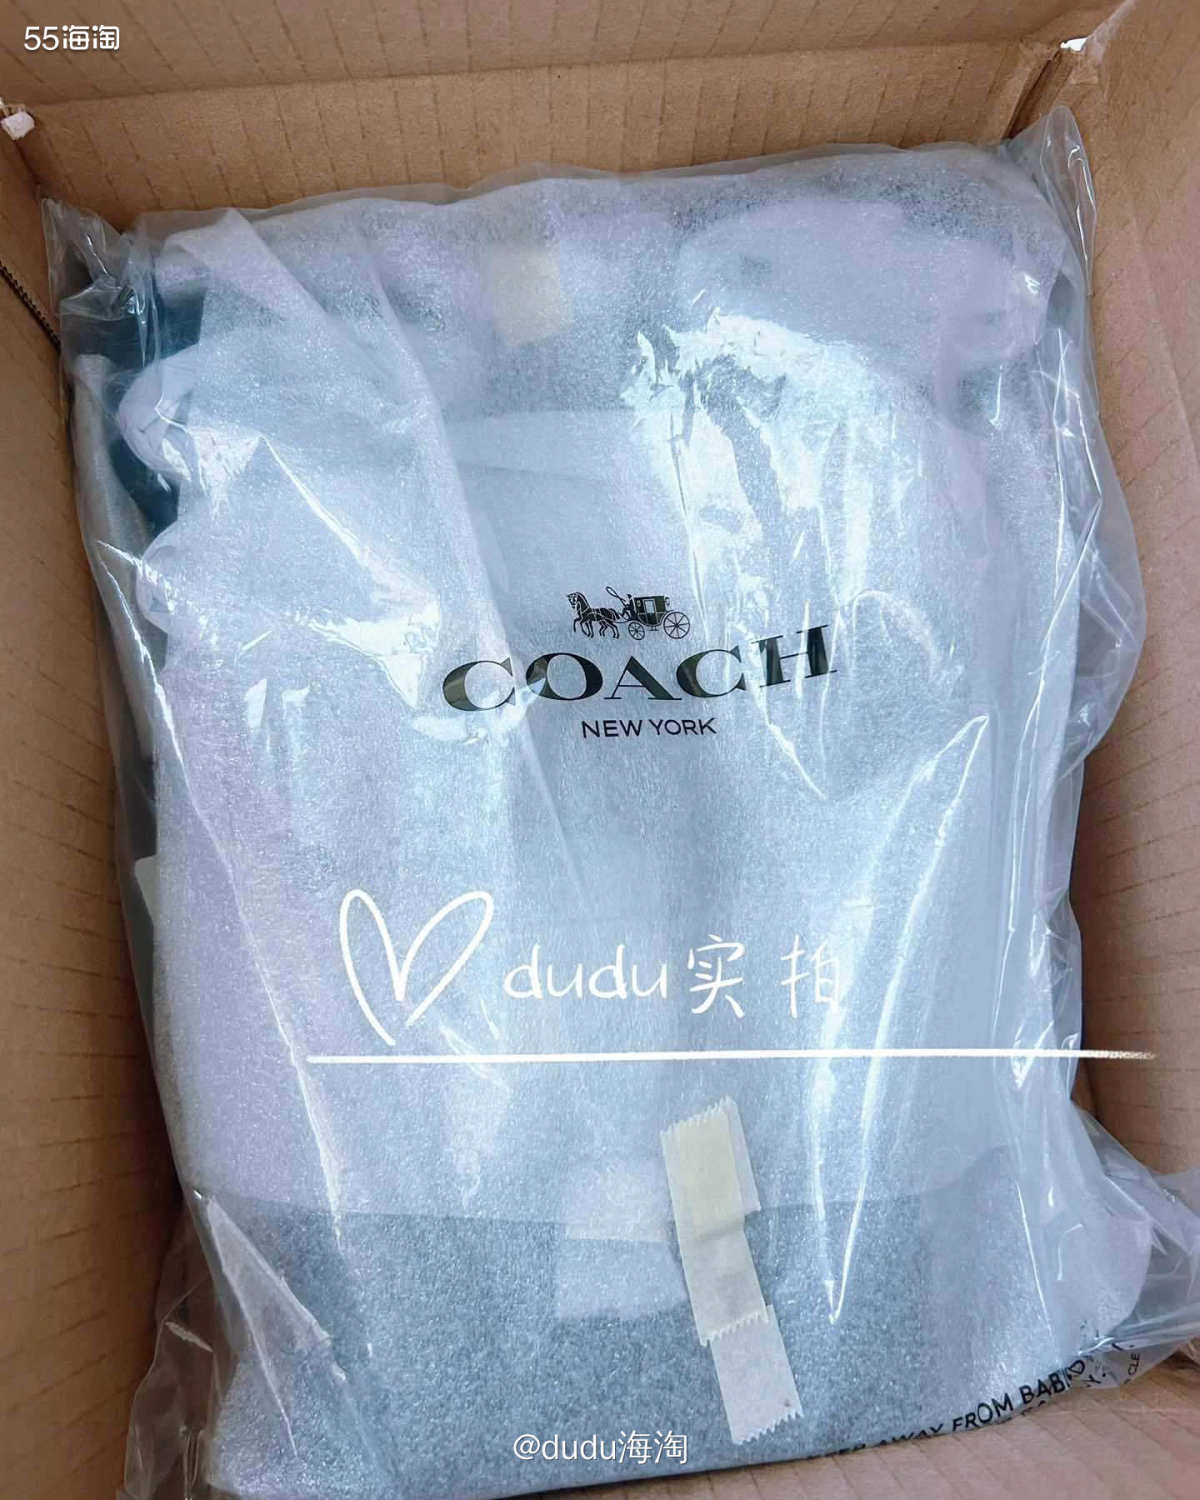 55海淘
COACH
NEW YORK
dudu实拍
AWAY FROM
@dudu海淘